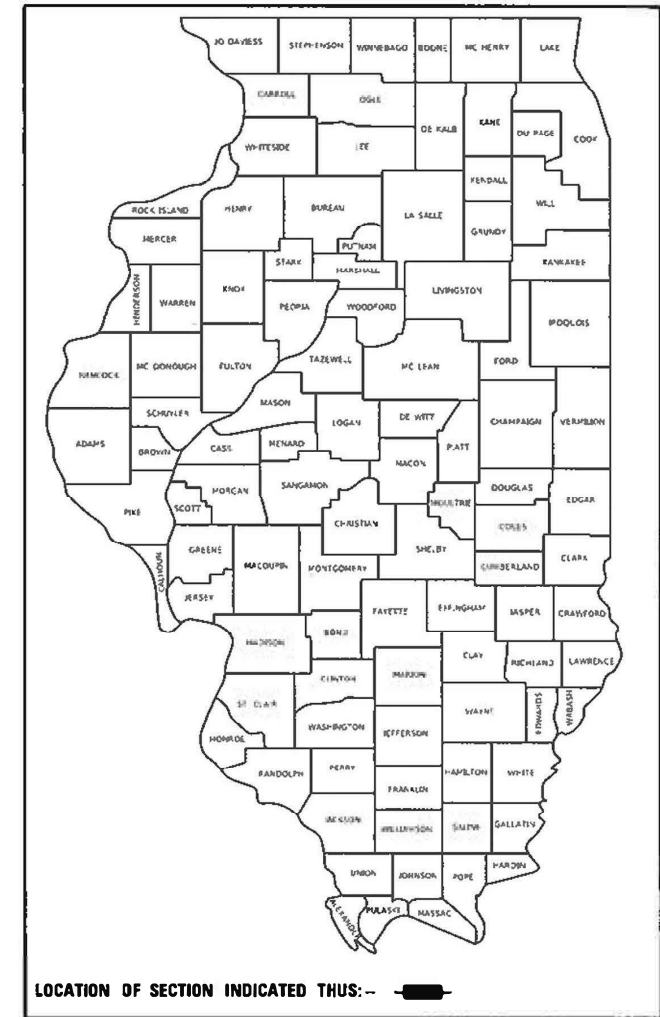 JO DAVIESS STEPHENSON WINNEBAGO BOONE MC HENRY LAKE
CARROLL OGLE DE KALB KANE DU PAGE COOK
WHITESIDE LEE KENDALL WILL
ROCK ISLAND HENRY BUREAU LA SALLE GRUNDY
MERCER PUTNAM KANKAKEE
HENDERSON WARREN KNOX STARK MARSHALL LIVINGSTON
PEORIA WOODFORD IROQUOIS
HANCOCK MC DONOUGH FULTON TAZEWELL MC LEAN FORD
SCHUYLER MASON LOGAN DE WITT CHAMPAIGN VERMILION
ADAMS BROWN CASS MENARD MACON PIATT
PIKE SCOTT MORGAN SANGAMON MOULTRIE DOUGLAS EDGAR
CHRISTIAN COLES
CALHOUN GREENE MACOUPIN MONTGOMERY SHELBY CUMBERLAND CLARK
JERSEY FAYETTE EFFINGHAM JASPER CRAWFORD
MADISON BOND CLAY RICHLAND LAWRENCE
ST CLAIR CLINTON MARION WAYNE EDWARDS WABASH
MONROE WASHINGTON JEFFERSON
RANDOLPH PERRY FRANKLIN HAMILTON WHITE
JACKSON WILLIAMSON SALINE GALLATIN
UNION JOHNSON POPE HARDIN
ALEXANDER PULASKI MASSAC
LOCATION OF SECTION INDICATED THUS:--